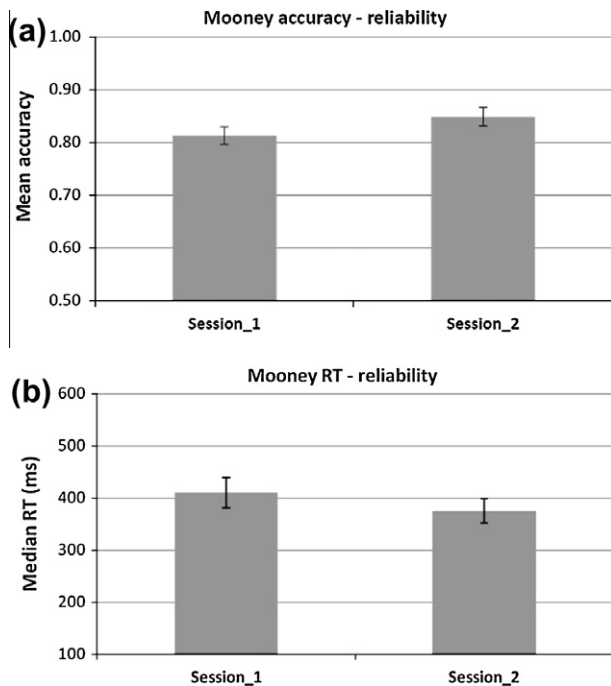 (a)
Mooney accuracy - reliability
Mean accuracy
1.00
0.90
0.80
0.70
0.60
0.50
Session_1 Session_2
(b)
Mooney RT - reliability
Median RT (ms)
600
500
400
300
200
100
Session_1 Session_2